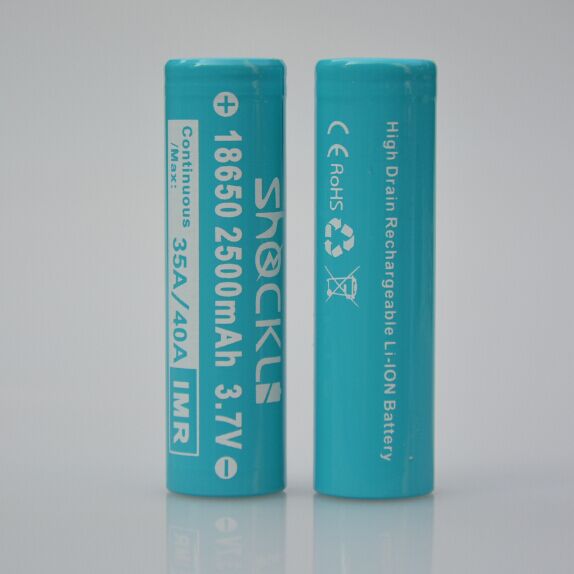 SHOCKLI
18650 2500mAh 3.7V
Continuous
/Max: 35A/40A IMR
High Drain Rechargeable Li-ION Battery
CE RoHS